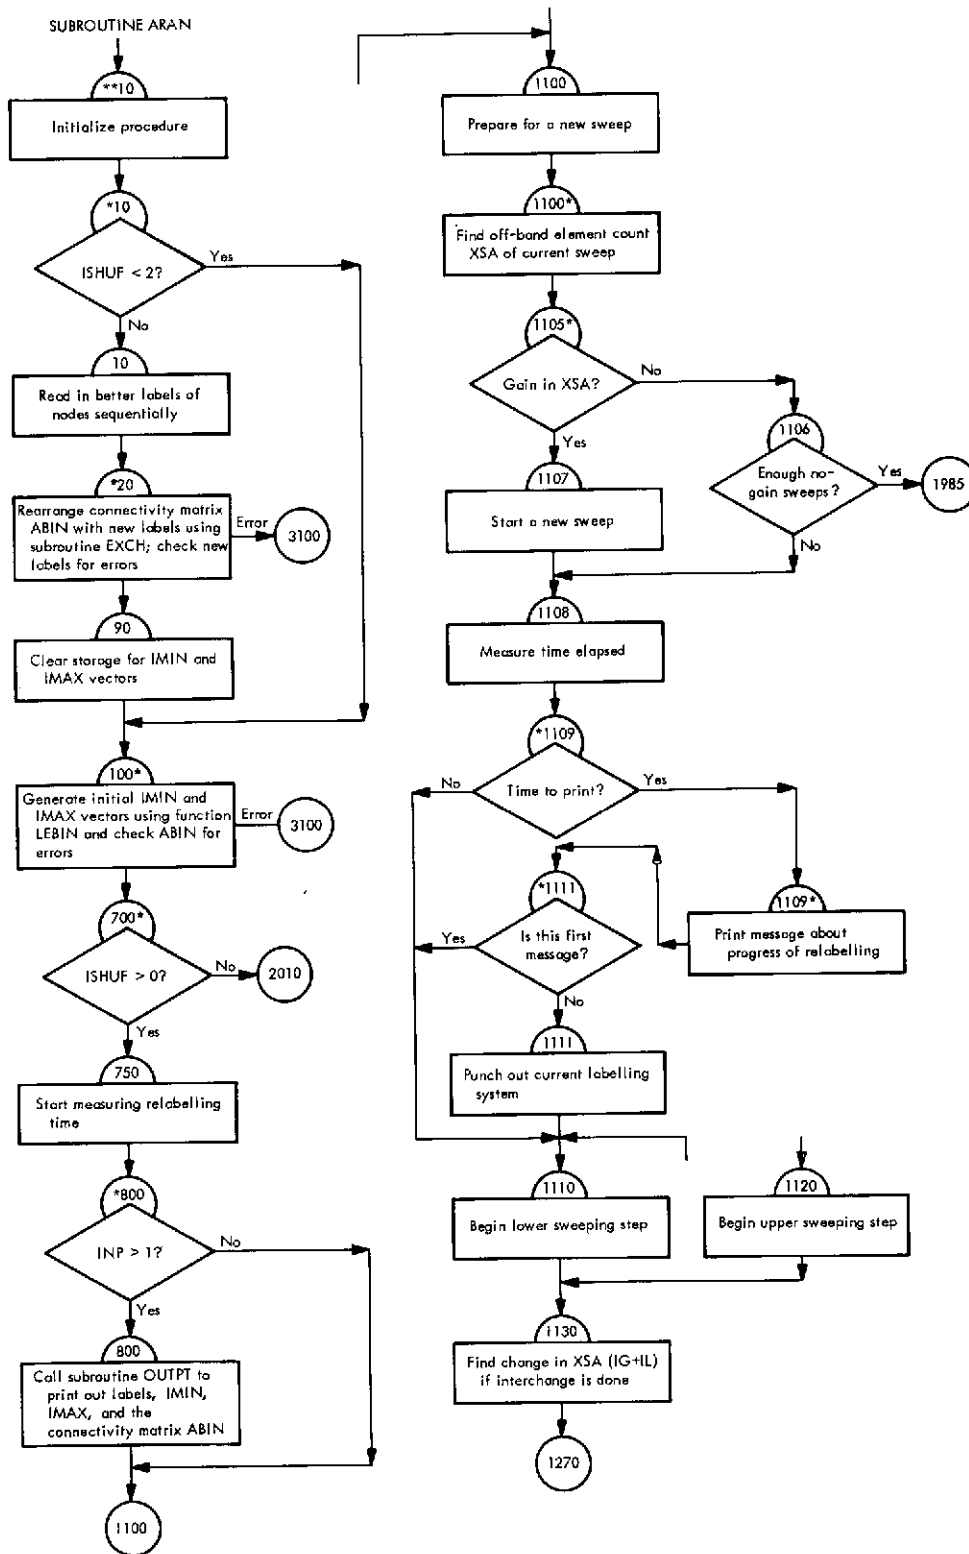 SUBROUTINE ARAN
**10
Initialize procedure
*10
ISHUF < 2?
Yes
No
10
Read in better labels of
nodes sequentially
*20
Rearrange connectivity matrix
ABIN with new labels using
subroutine EXCH; check new
labels for errors
Error
3100
90
Clear storage for IMIN and
IMAX vectors
100*
Generate initial IMIN and
IMAX vectors using function
LEBIN and check ABIN for
errors
Error
3100
700*
ISHUF > 0?
No
2010
Yes
750
Start measuring relabelling
time
*800
INP > 1?
No
Yes
800
Call subroutine OUTPT to
print out labels, IMIN,
IMAX, and the
connectivity matrix ABIN
1100
1100
Prepare for a new sweep
1100*
Find off-band element count
XSA of current sweep
1105*
Gain in XSA?
No
Yes
1106
Enough no-
gain sweeps?
Yes
1985
No
1107
Start a new sweep
1108
Measure time elapsed
*1109
Time to print?
No
Yes
1109*
Print message about
progress of relabelling
*1111
Is this first
message?
Yes
No
1111
Punch out current labelling
system
1110
Begin lower sweeping step
1120
Begin upper sweeping step
1130
Find change in XSA (IG+IL)
if interchange is done
1270